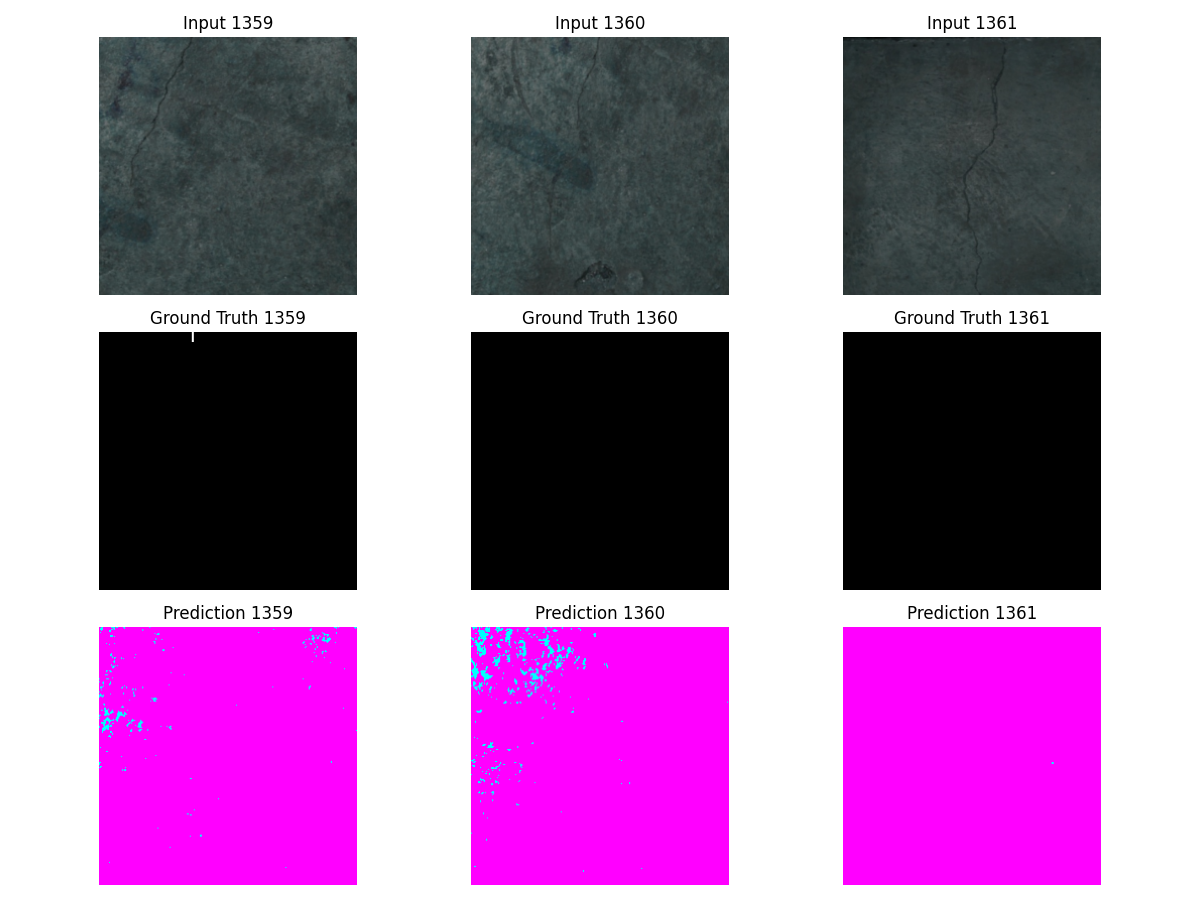 Input 1359
Input 1360
Input 1361
Ground Truth 1359
Ground Truth 1360
Ground Truth 1361
Prediction 1359
Prediction 1360
Prediction 1361